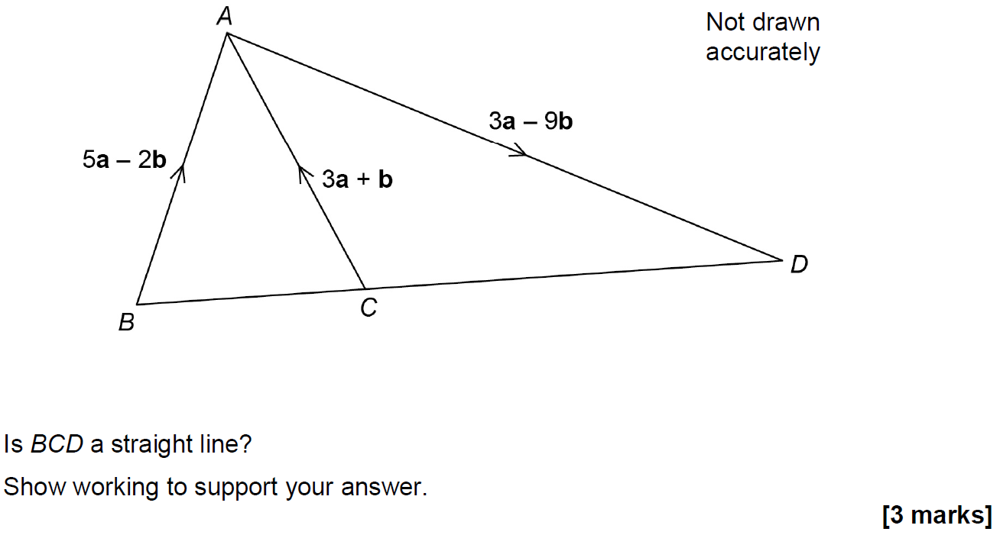 A
Not drawn
accurately
3a – 9b
5a – 2b
3a + b
D
C
B
Is BCD a straight line?
Show working to support your answer.
[3 marks]